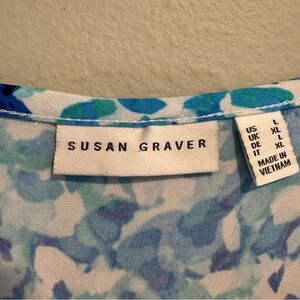 SUSAN GRAVER
US L
UK XL
DE L
IT XL
MADE IN
VIETNAM